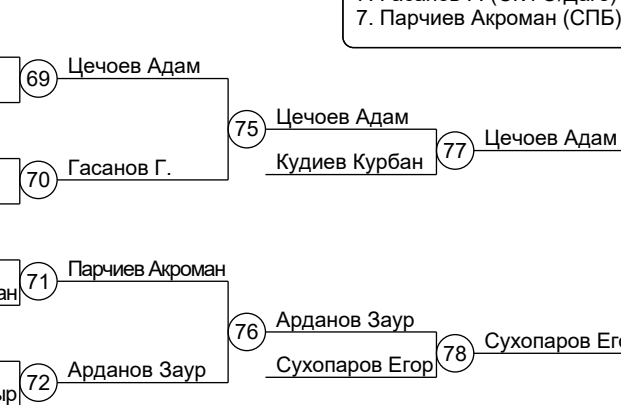 7. Парчиев Акроман (СПБ)
69 Цечоев Адам
75 Цечоев Адам
77 Цечоев Адам
70 Гасанов Г.
Кудиев Курбан
71 Парчиев Акроман
76 Арданов Заур
78
Сухопаров Егор
72 Арданов Заур